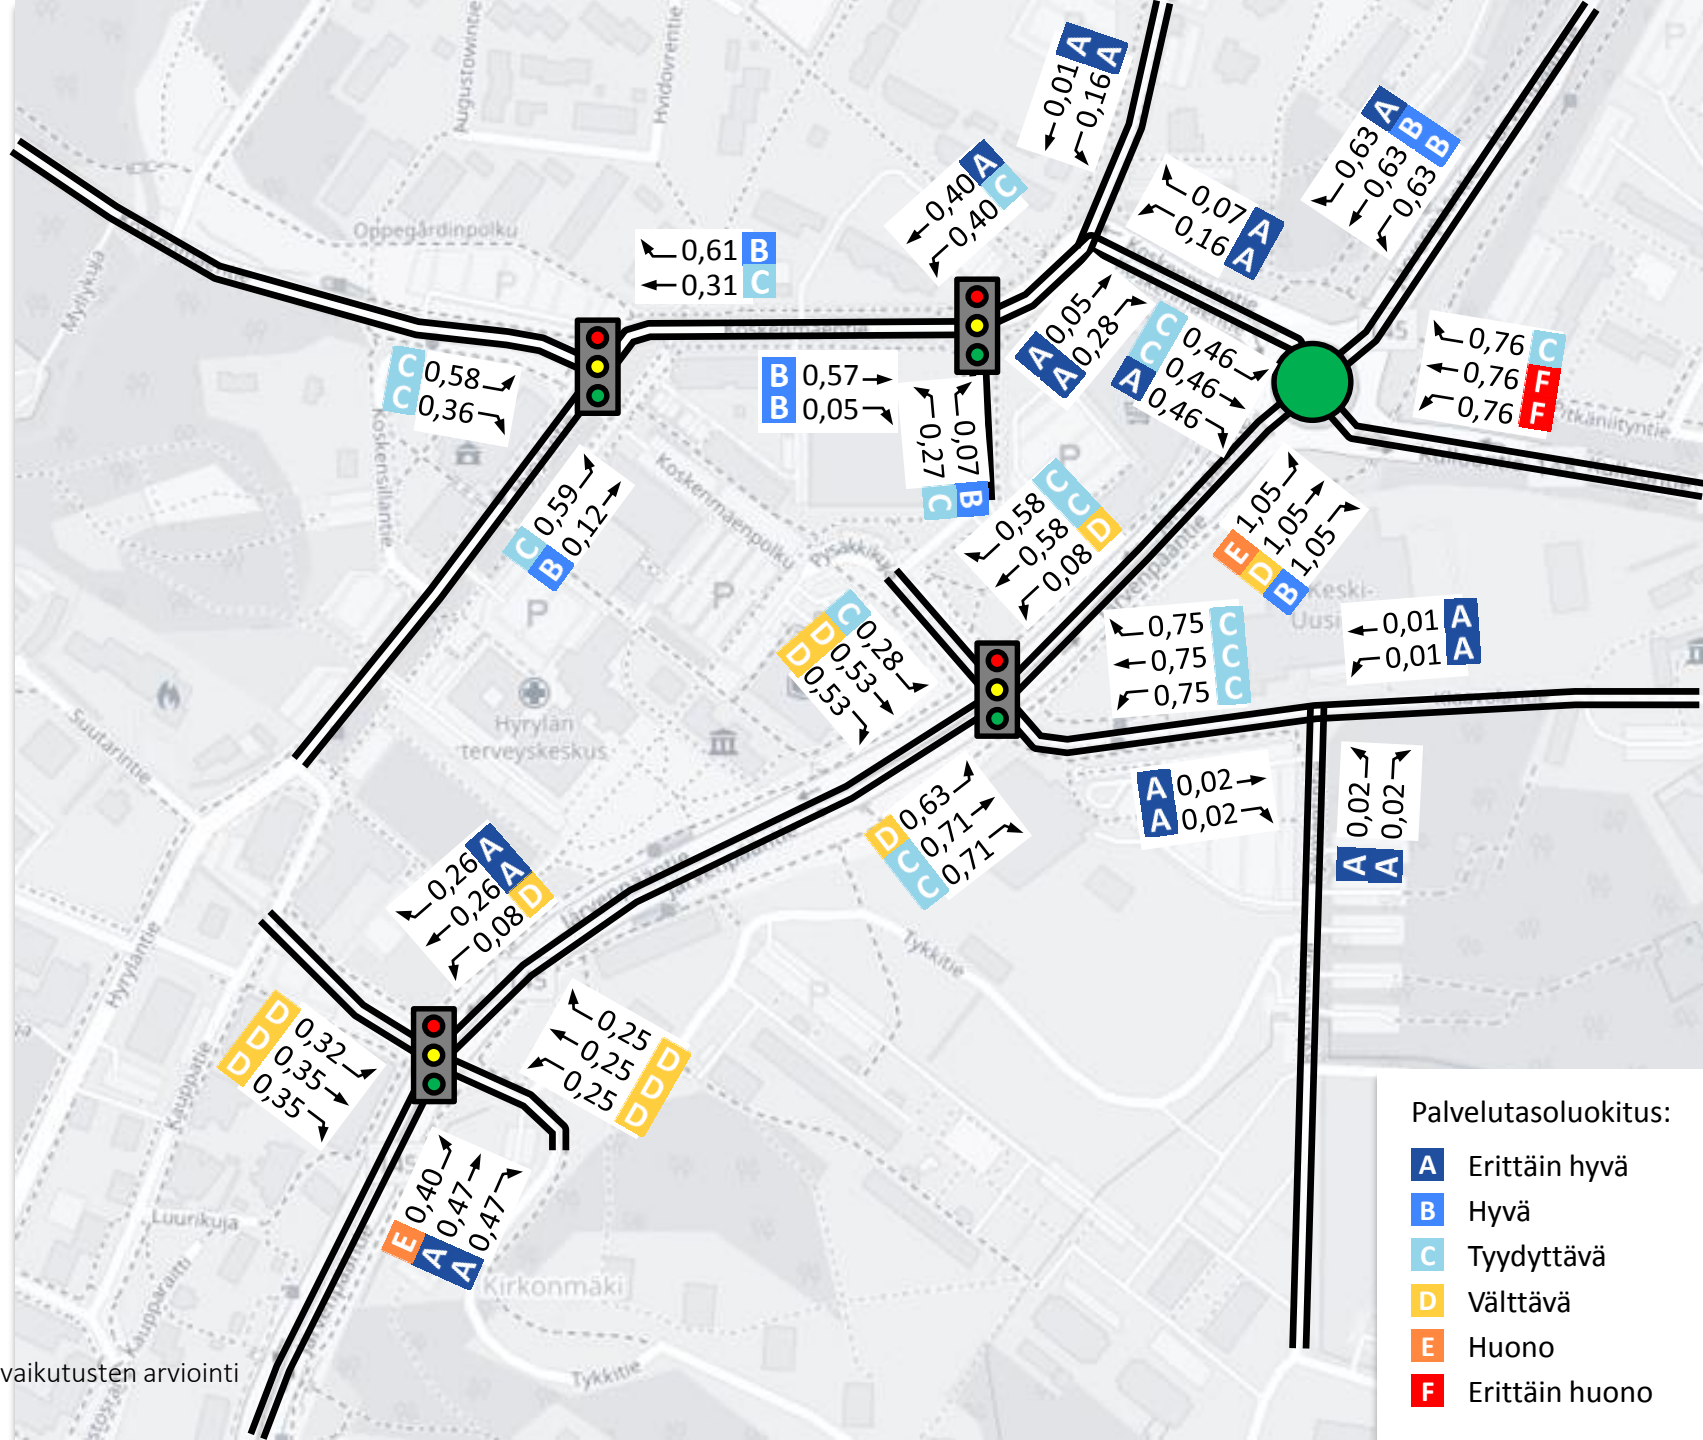 Augustowintie
Hvidovrentie
P
Oppegårdinpolku
P
Myllykuja
0,01 A
0,16 A
0,63 A
0,63 B
0,63 B
0,40 A
0,40 C
0,07 A
0,16 A
0,61 B
0,31 C
Koskenmäentie
C 0,58
C 0,36
B 0,57
B 0,05
C 0,27
B 0,07
A 0,05
A 0,28
C 0,46
C 0,46
A 0,46
0,76 C
0,76 F
0,76 F
Koskensillantie
Koskenmäenpolku
P
P
P
C 0,59
B 0,12
0,58 C
0,58 C
0,08 D
E 1,05
D 1,05
B 1,05
Keski-
Uusi
C 0,28
D 0,53
D 0,53
0,75 C
0,75 C
0,75 C
0,01 A
0,01 A
Hyrylän
terveyskeskus
Suutarintie
D 0,63
C 0,71
C 0,71
A 0,02
A 0,02
A 0,02
A 0,02
0,26 A
0,26 A
0,08 D
Tykkitie
P
Hyryläntie
Kauppatie
D 0,32
D 0,35
D 0,35
0,25 D
0,25 D
0,25 D
E 0,40
A 0,47
A 0,47
Luurikuja
Kirkonmäki
Kauppakaarti
Tykkitie
vaikutusten arviointi
Palvelutasoluokitus:
A Erittäin hyvä
B Hyvä
C Tyydyttävä
D Välttävä
E Huono
F Erittäin huono